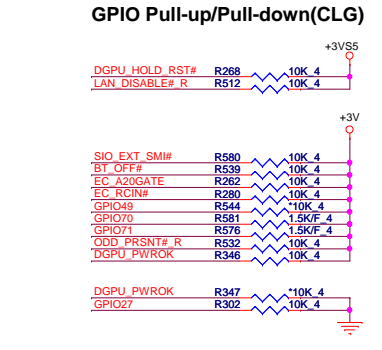 GPIO Pull-up/Pull-down(CLG)
+3VS5
DGPU_HOLD_RST# R268 10K_4
LAN_DISABLE#_R R512 10K_4
+3V
SIO_EXT_SMI# R580 10K_4
BT_OFF# R539 10K_4
EC_A20GATE R262 10K_4
EC_RCIN# R280 10K_4
GPIO49 R544 *10K_4
GPIO70 R581 1.5K/F_4
GPIO71 R576 1.5K/F_4
ODD_PRSNT#_R R532 10K_4
DGPU_PWROK R346 10K_4
DGPU_PWROK R347 *10K_4
GPIO27 R302 10K_4